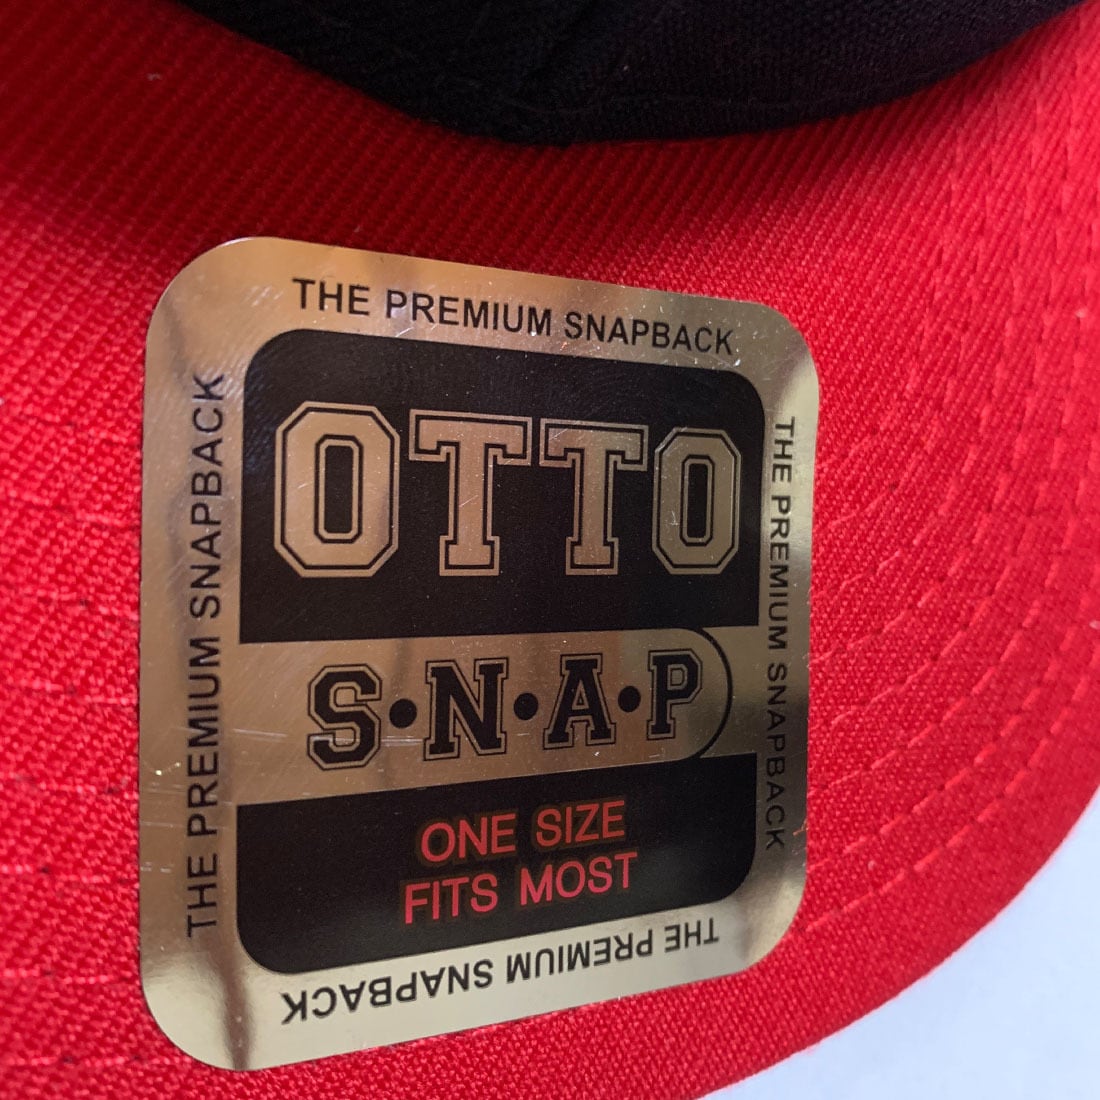 THE PREMIUM SNAPBACK
THE PREMIUM SNAPBACK
OTTO
S•N•A•P
ONE SIZE
FITS MOST
THE PREMIUM SNAPBACK
THE PREMIUM SNAPBACK